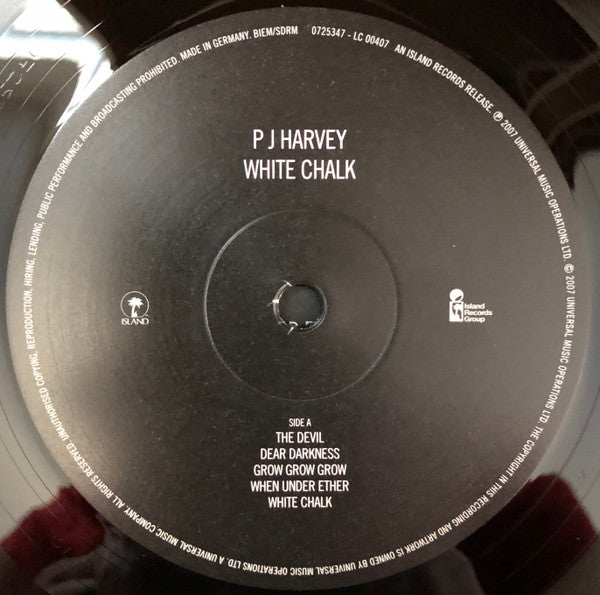 P J HARVEY
WHITE CHALK
ISLAND
Island
Records
Group
SIDE A
THE DEVIL
DEAR DARKNESS
GROW GROW GROW
WHEN UNDER ETHER
WHITE CHALK
0725347 - LC 00407 AN ISLAND RECORDS RELEASE. ℗ 2007 UNIVERSAL MUSIC OPERATIONS LTD. © 2007 UNIVERSAL MUSIC OPERATIONS LTD. THE COPYRIGHT IN THIS RECORDING AND ARTWORK IS OWNED BY UNIVERSAL MUSIC OPERATIONS LTD. A UNIVERSAL MUSIC COMPANY. ALL RIGHTS RESERVED. UNAUTHORISED COPYING, REPRODUCTION, HIRING, LENDING, PUBLIC PERFORMANCE AND BROADCASTING PROHIBITED. MADE IN GERMANY. BIEM/SDRM